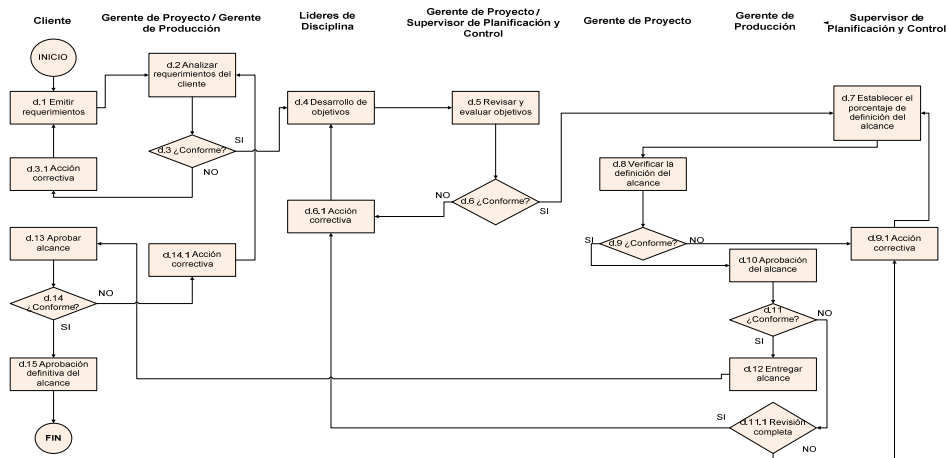 Cliente
Gerente de Proyecto / Gerente
de Producción
Lideres de
Disciplina
Gerente de Proyecto /
Supervisor de Planificación y
Control
Gerente de Proyecto
Gerente de
Producción
Supervisor de
Planificación y Control
INICIO
d.1 Emitir
requerimientos
d.2 Analizar
requerimientos del
cliente
d.3 ¿Conforme?
SI
NO
d.3.1 Acción
correctiva
d.4 Desarrollo de
objetivos
d.5 Revisar y
evaluar objetivos
d.6 ¿Conforme?
NO
SI
d.6.1 Acción
correctiva
d.7 Establecer el
porcentaje de
definición del
alcance
d.8 Verificar la
definición del
alcance
d.9 ¿Conforme?
SI
NO
d.9.1 Acción
correctiva
d.10 Aprobación
del alcance
d.11
¿Conforme?
NO
SI
d.12 Entregar
alcance
d.11.1 Revisión
completa
SI
NO
d.13 Aprobar
alcance
d.14
¿Conforme?
NO
SI
d.14.1 Acción
correctiva
d.15 Aprobación
definitiva del
alcance
FIN